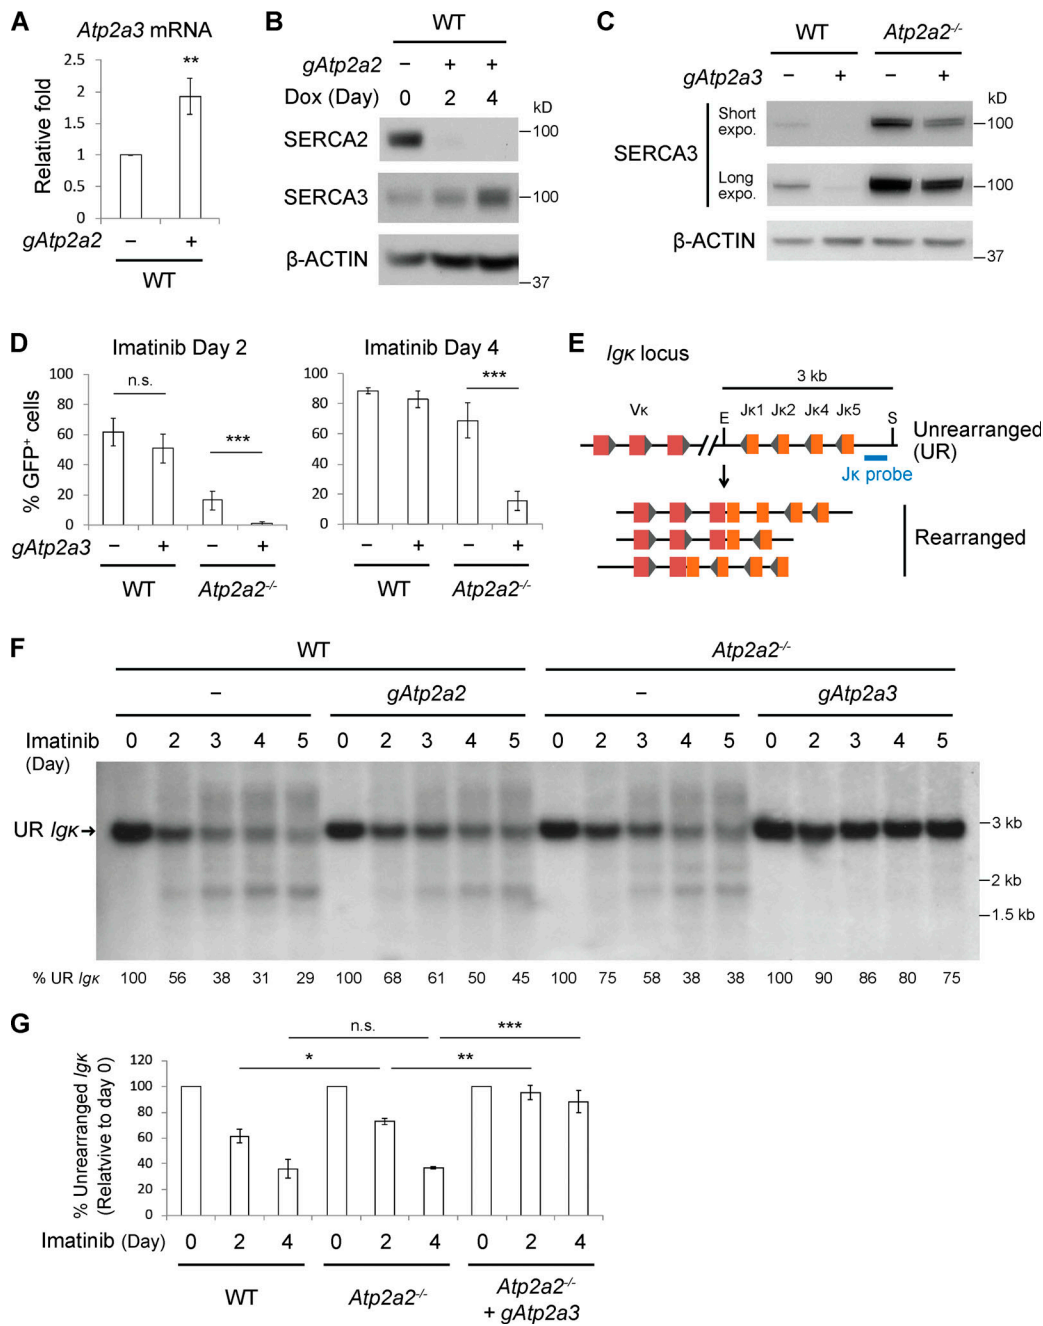 A
Atp2a3 mRNA
Relative fold
2.5
2
1.5
1
0.5
0
**
gAtp2a2 – +
WT
B
WT
gAtp2a2 – + +
Dox (Day) 0 2 4
kD
SERCA2
100
SERCA3
100
β-ACTIN
37
C
WT Atp2a2-/-
gAtp2a3 – + – +
kD
SERCA3
Short
expo.
100
Long
expo.
100
β-ACTIN
37
D
Imatinib Day 2
% GFP+ cells
100
80
60
40
20
0
n.s.
***
gAtp2a3 – + – +
WT Atp2a2-/-
Imatinib Day 4
100
80
60
40
20
0
***
– + – +
WT Atp2a2-/-
E
Igκ locus
3 kb
Vκ E Jκ1 Jκ2 Jκ4 Jκ5 S
Unrearranged
(UR)
Jκ probe
Rearranged
F
WT Atp2a2-/-
– gAtp2a2 – gAtp2a3
Imatinib
(Day)
0 2 3 4 5 0 2 3 4 5 0 2 3 4 5 0 2 3 4 5
UR Igκ
3 kb
2 kb
1.5 kb
% UR Igκ 100 56 38 31 29 100 68 61 50 45 100 75 58 38 38 100 90 86 80 75
G
% Unrearranged Igκ
(Relatvive to day 0)
120
100
80
60
40
20
0
n.s. ***
* **
Imatinib (Day) 0 2 4 0 2 4 0 2 4
WT Atp2a2-/- Atp2a2-/-
+ gAtp2a3